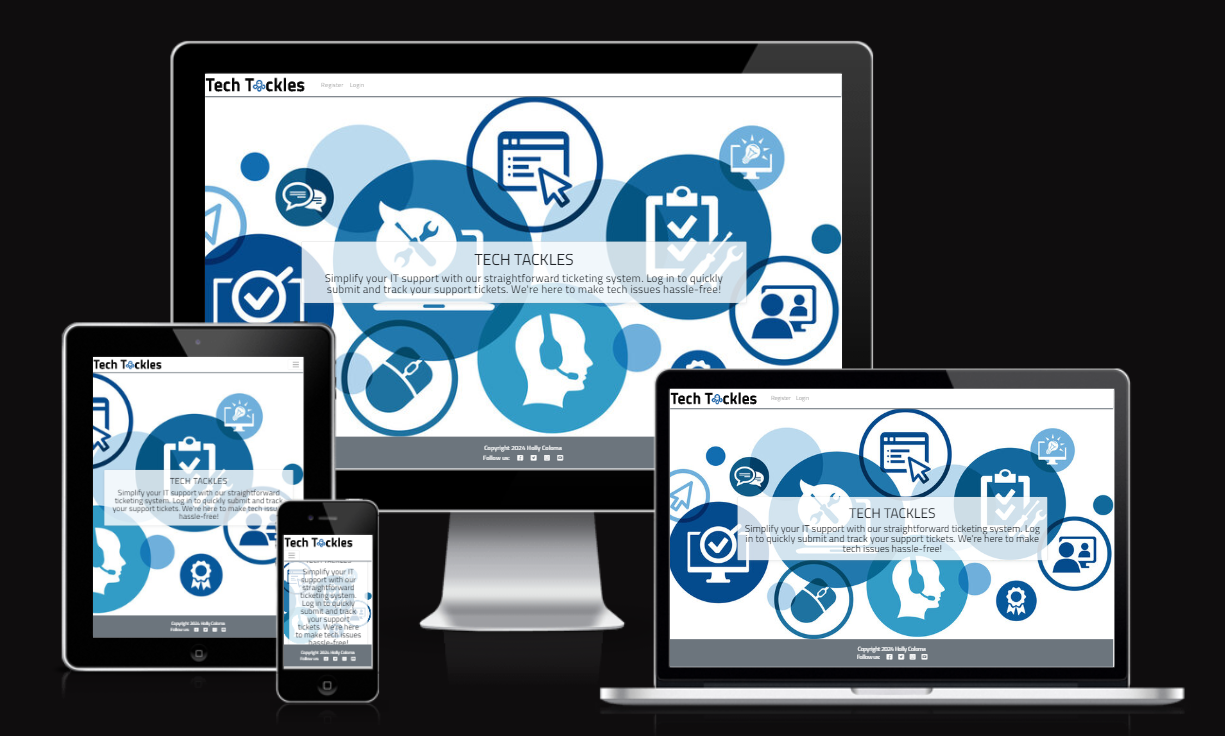 Tech Tackles
Register Login
TECH TACKLES
Simplify your IT support with our straightforward ticketing system. Log in to quickly
submit and track your support tickets. We're here to make tech issues hassle-free!
Copyright 2024 Holly Coloma
Follow us:
Tech Tackles
TECH TACKLES
Simplify your IT support with our straightforward
ticketing system. Log in to quickly submit and track
your support tickets. We're here to make tech issues
hassle-free!
Copyright 2024 Holly Coloma
Follow us:
Tech Tackles
Simplify your IT
support with our
straightforward
ticketing system.
Log in to quickly
submit and track
your support
tickets. We're here
to make tech issues
hassle-free!
Copyright 2024 Holly Coloma
Follow us:
Tech Tackles
Register Login
TECH TACKLES
Simplify your IT support with our straightforward ticketing system. Log
in to quickly submit and track your support tickets. We're here to make
tech issues hassle-free!
Copyright 2024 Holly Coloma
Follow us: